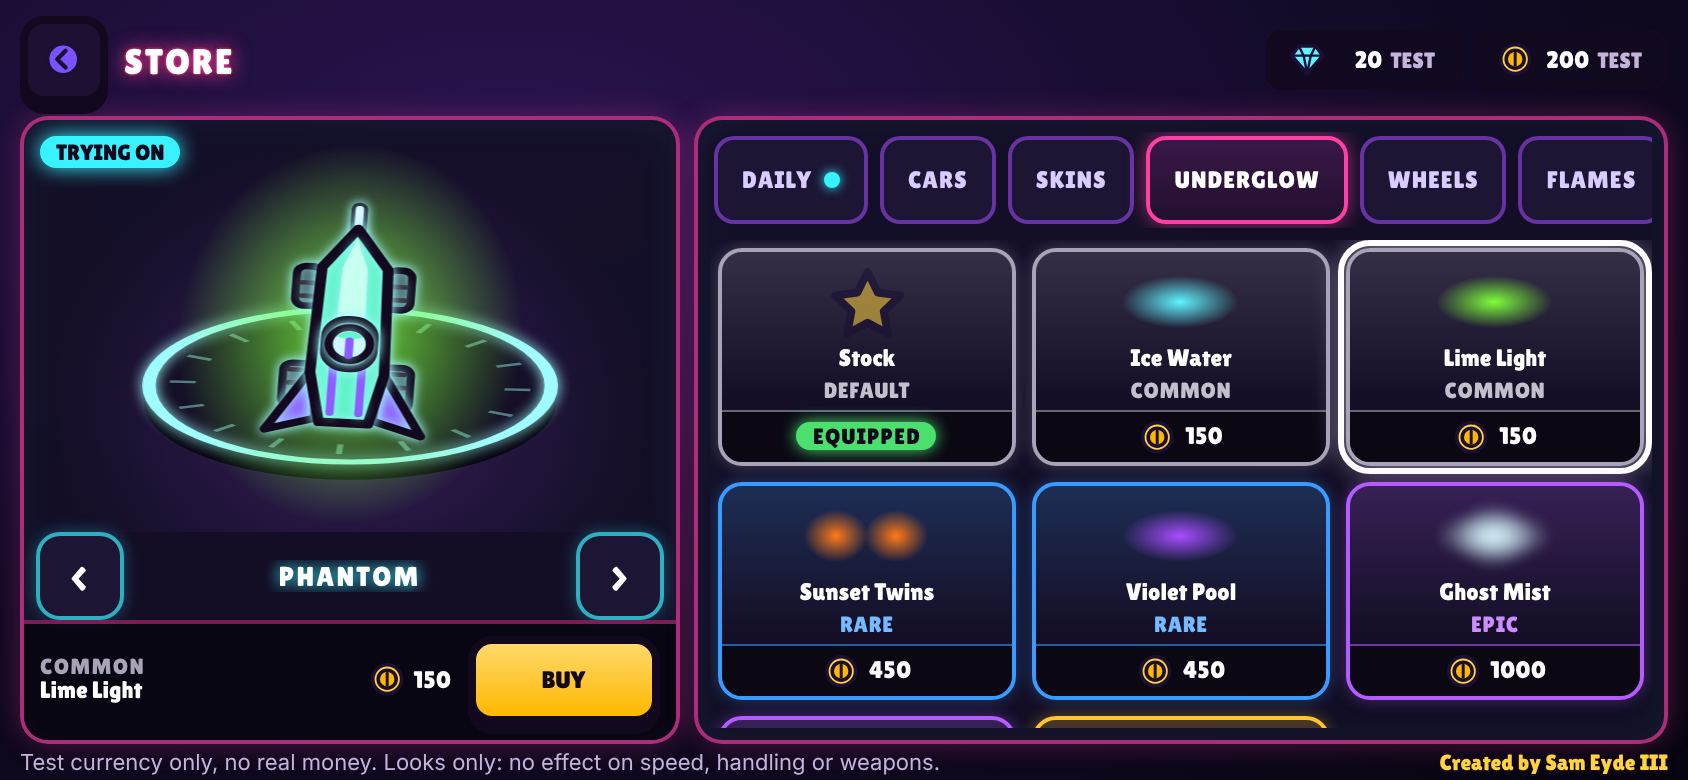 STORE
20 TEST
200 TEST
TRYING ON
PHANTOM
COMMON
Lime Light
150
BUY
DAILY
CARS
SKINS
UNDERGLOW
WHEELS
FLAMES
Stock
DEFAULT
EQUIPPED
Ice Water
COMMON
150
Lime Light
COMMON
150
Sunset Twins
RARE
450
Violet Pool
RARE
450
Ghost Mist
EPIC
1000
Test currency only, no real money. Looks only: no effect on speed, handling or weapons.
Created by Sam Eyde III